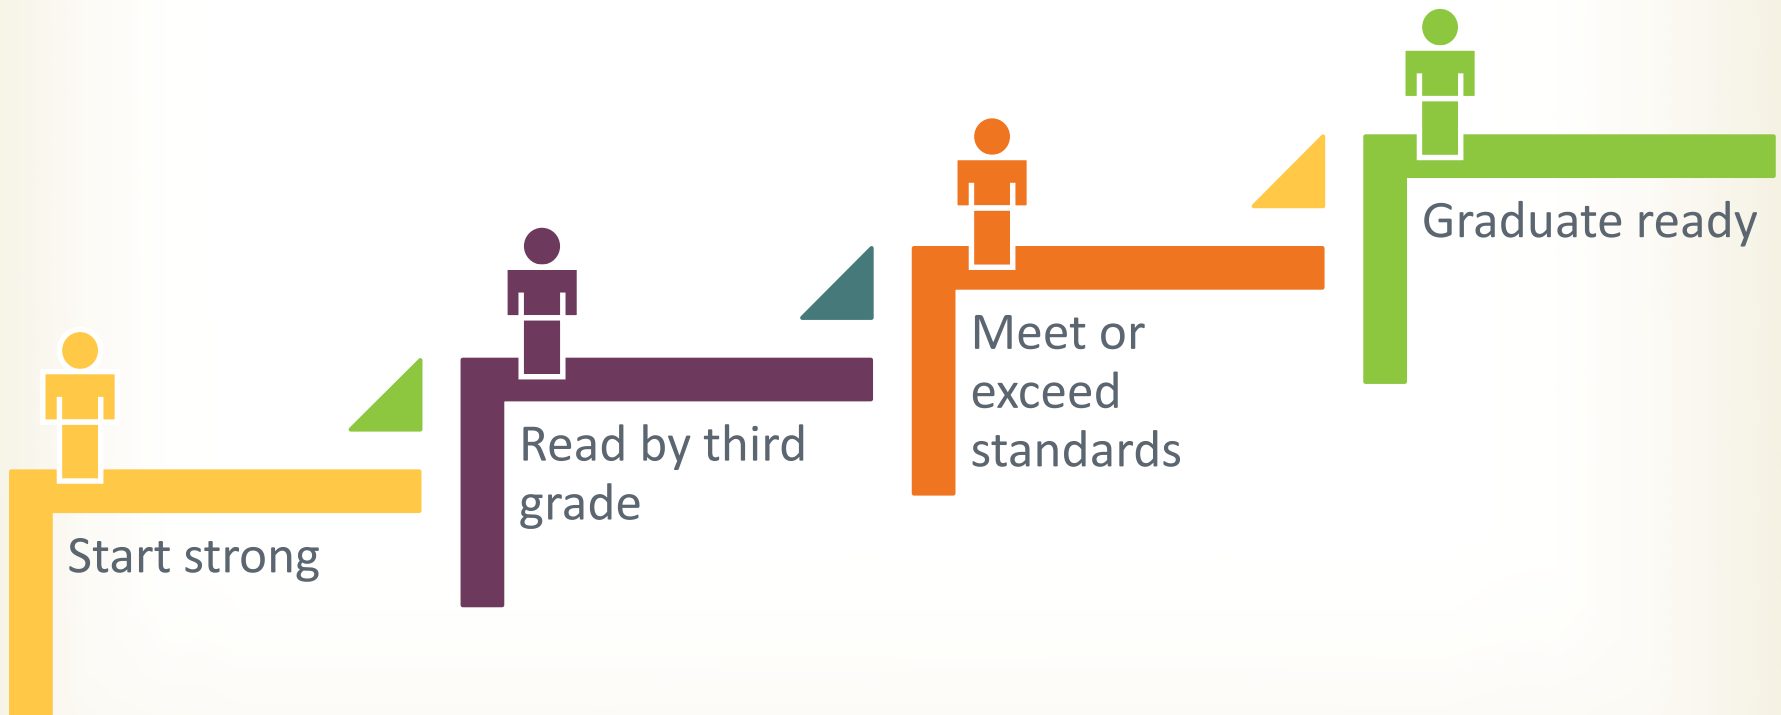 Start strong
Read by third
grade
Meet or
exceed
standards
Graduate ready